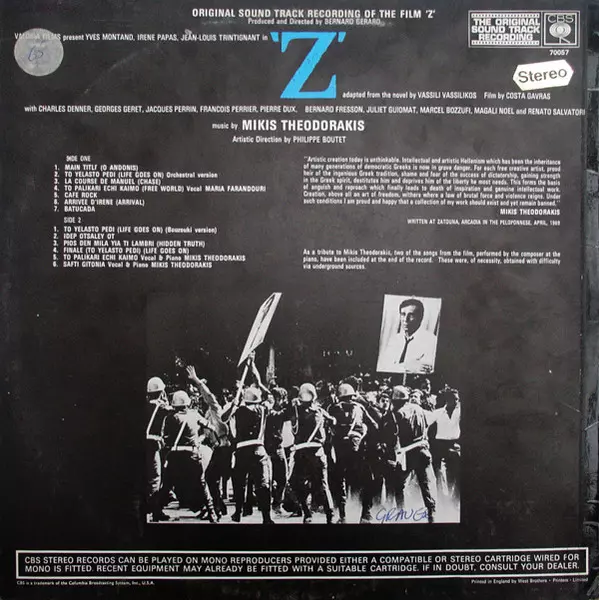 ORIGINAL SOUND TRACK RECORDING OF THE FILM 'Z'
Produced and Directed by BERNARD GERARD
present YVES MONTAND, IRENE PAPAS, JEAN-LOUIS TRINTIGNANT in
'Z'
THE ORIGINAL SOUND TRACK RECORDING
CBS
70057
Stereo
adapted from the novel by VASSILI VASSILIKOS Film by COSTA GAVRAS
with CHARLES DENNER, GEORGES GERET, JACQUES PERRIN, FRANCOIS PERRIER, PIERRE DUX. BERNARD FRESSON, JULIET GUIOMAT, MARCEL BOZZUFI, MAGALI NOEL and RENATO SALVATORI
music by MIKIS THEODORAKIS
Artistic Direction by PHILIPPE BOUTET
SIDE ONE
1. MAIN TITLE (O ANDONIS)
2. TO YELASTO PEDI (LIFE GOES ON) Orchestral version
3. LA COURSE DE MANUEL (CHASE)
4. TO PALIKARI ECHI KAIMO (FREE WORLD) Vocal MARIA FARANDOURI
5. CAFE ROCK
6. ARRIVEE D'IRENE (ARRIVAL)
7. BATUCADA
SIDE 2
1. TO YELASTO PEDI (LIFE GOES ON) (Bouzouki version)
2. IDEP OTSALEY OT
3. PIOS DEN MILA YIA TI LAMBRI (HIDDEN TRUTH)
4. FINALE (TO YELASTO PEDI) (LIFE GOES ON)
5. TO PALIKARI ECHI KAIMO Vocal & Piano MIKIS THEODORAKIS
6. SAFTI GITONIA Vocal & Piano MIKIS THEODORAKIS
"Artistic creation today is unthinkable. Intellectual and artistic Hellenism which has been the inheritance
of many generations of democratic Greeks is now in grave danger. For each free creative artist, proud
heir of the ingenious Greek tradition, shame and fear of the success of dictatorship, gaining strength
in the Greek spirit, destitutes him and deprives him of the liberty he most needs. This forms the basis
of anguish and reproach which finally leads to death of inspiration and genuine intellectual work.
Creation, above all an art of freedom, withers where a law of brutal force and violence reigns. Under
such conditions I am proud and happy that a collection of my work should exist and yet remain banned."
MIKIS THEODORAKIS
WRITTEN AT ZATOUNA, ARCADIA IN THE PELOPONNESE, APRIL, 1969
As a tribute to Mikis Theodorakis, two of the songs from the film, performed by the composer at the
piano, have been included at the end of the record. These were, of necessity, obtained with difficulty
via underground sources.
CBS STEREO RECORDS CAN BE PLAYED ON MONO REPRODUCERS PROVIDED EITHER A COMPATIBLE OR STEREO CARTRIDGE WIRED FOR
MONO IS FITTED. RECENT EQUIPMENT MAY ALREADY BE FITTED WITH A SUITABLE CARTRIDGE. IF IN DOUBT, CONSULT YOUR DEALER.
CBS is a trademark of the Columbia Broadcasting System, Inc., U.S.A.
Printed in England by West Brothers · Printers · Limited